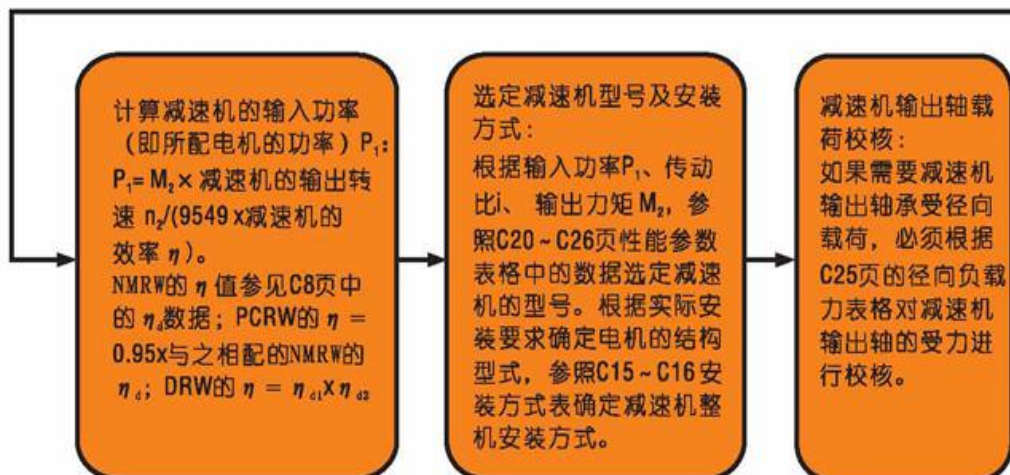 计算减速机的输入功率
（即所配电机的功率）P₁:
P₁= M₂× 减速机的输出转
速 n₂/(9549 x减速机的
效率 η )。
NMRW的 η 值参见C8页中
的 ηd数据；PCRW的 η =
0.95x与之相配的NMRW的
ηd；DRW的 η = ηd1Xηd2
选定减速机型号及安装
方式：
根据输入功率P₁、传动
比i、 输出力矩 M₂，参
照C20~C26页性能参数
表格中的数据选定减速
机的型号。根据实际安
装要求确定电机的结构
型式，参照C15~C16安
装方式表确定减速机整
机安装方式。
减速机输出轴载
荷校核：
如果需要减速机
输出轴承受径向
载荷，必须根据
C25页的径向负载
力表格对减速机
输出轴的受力进
行校核。